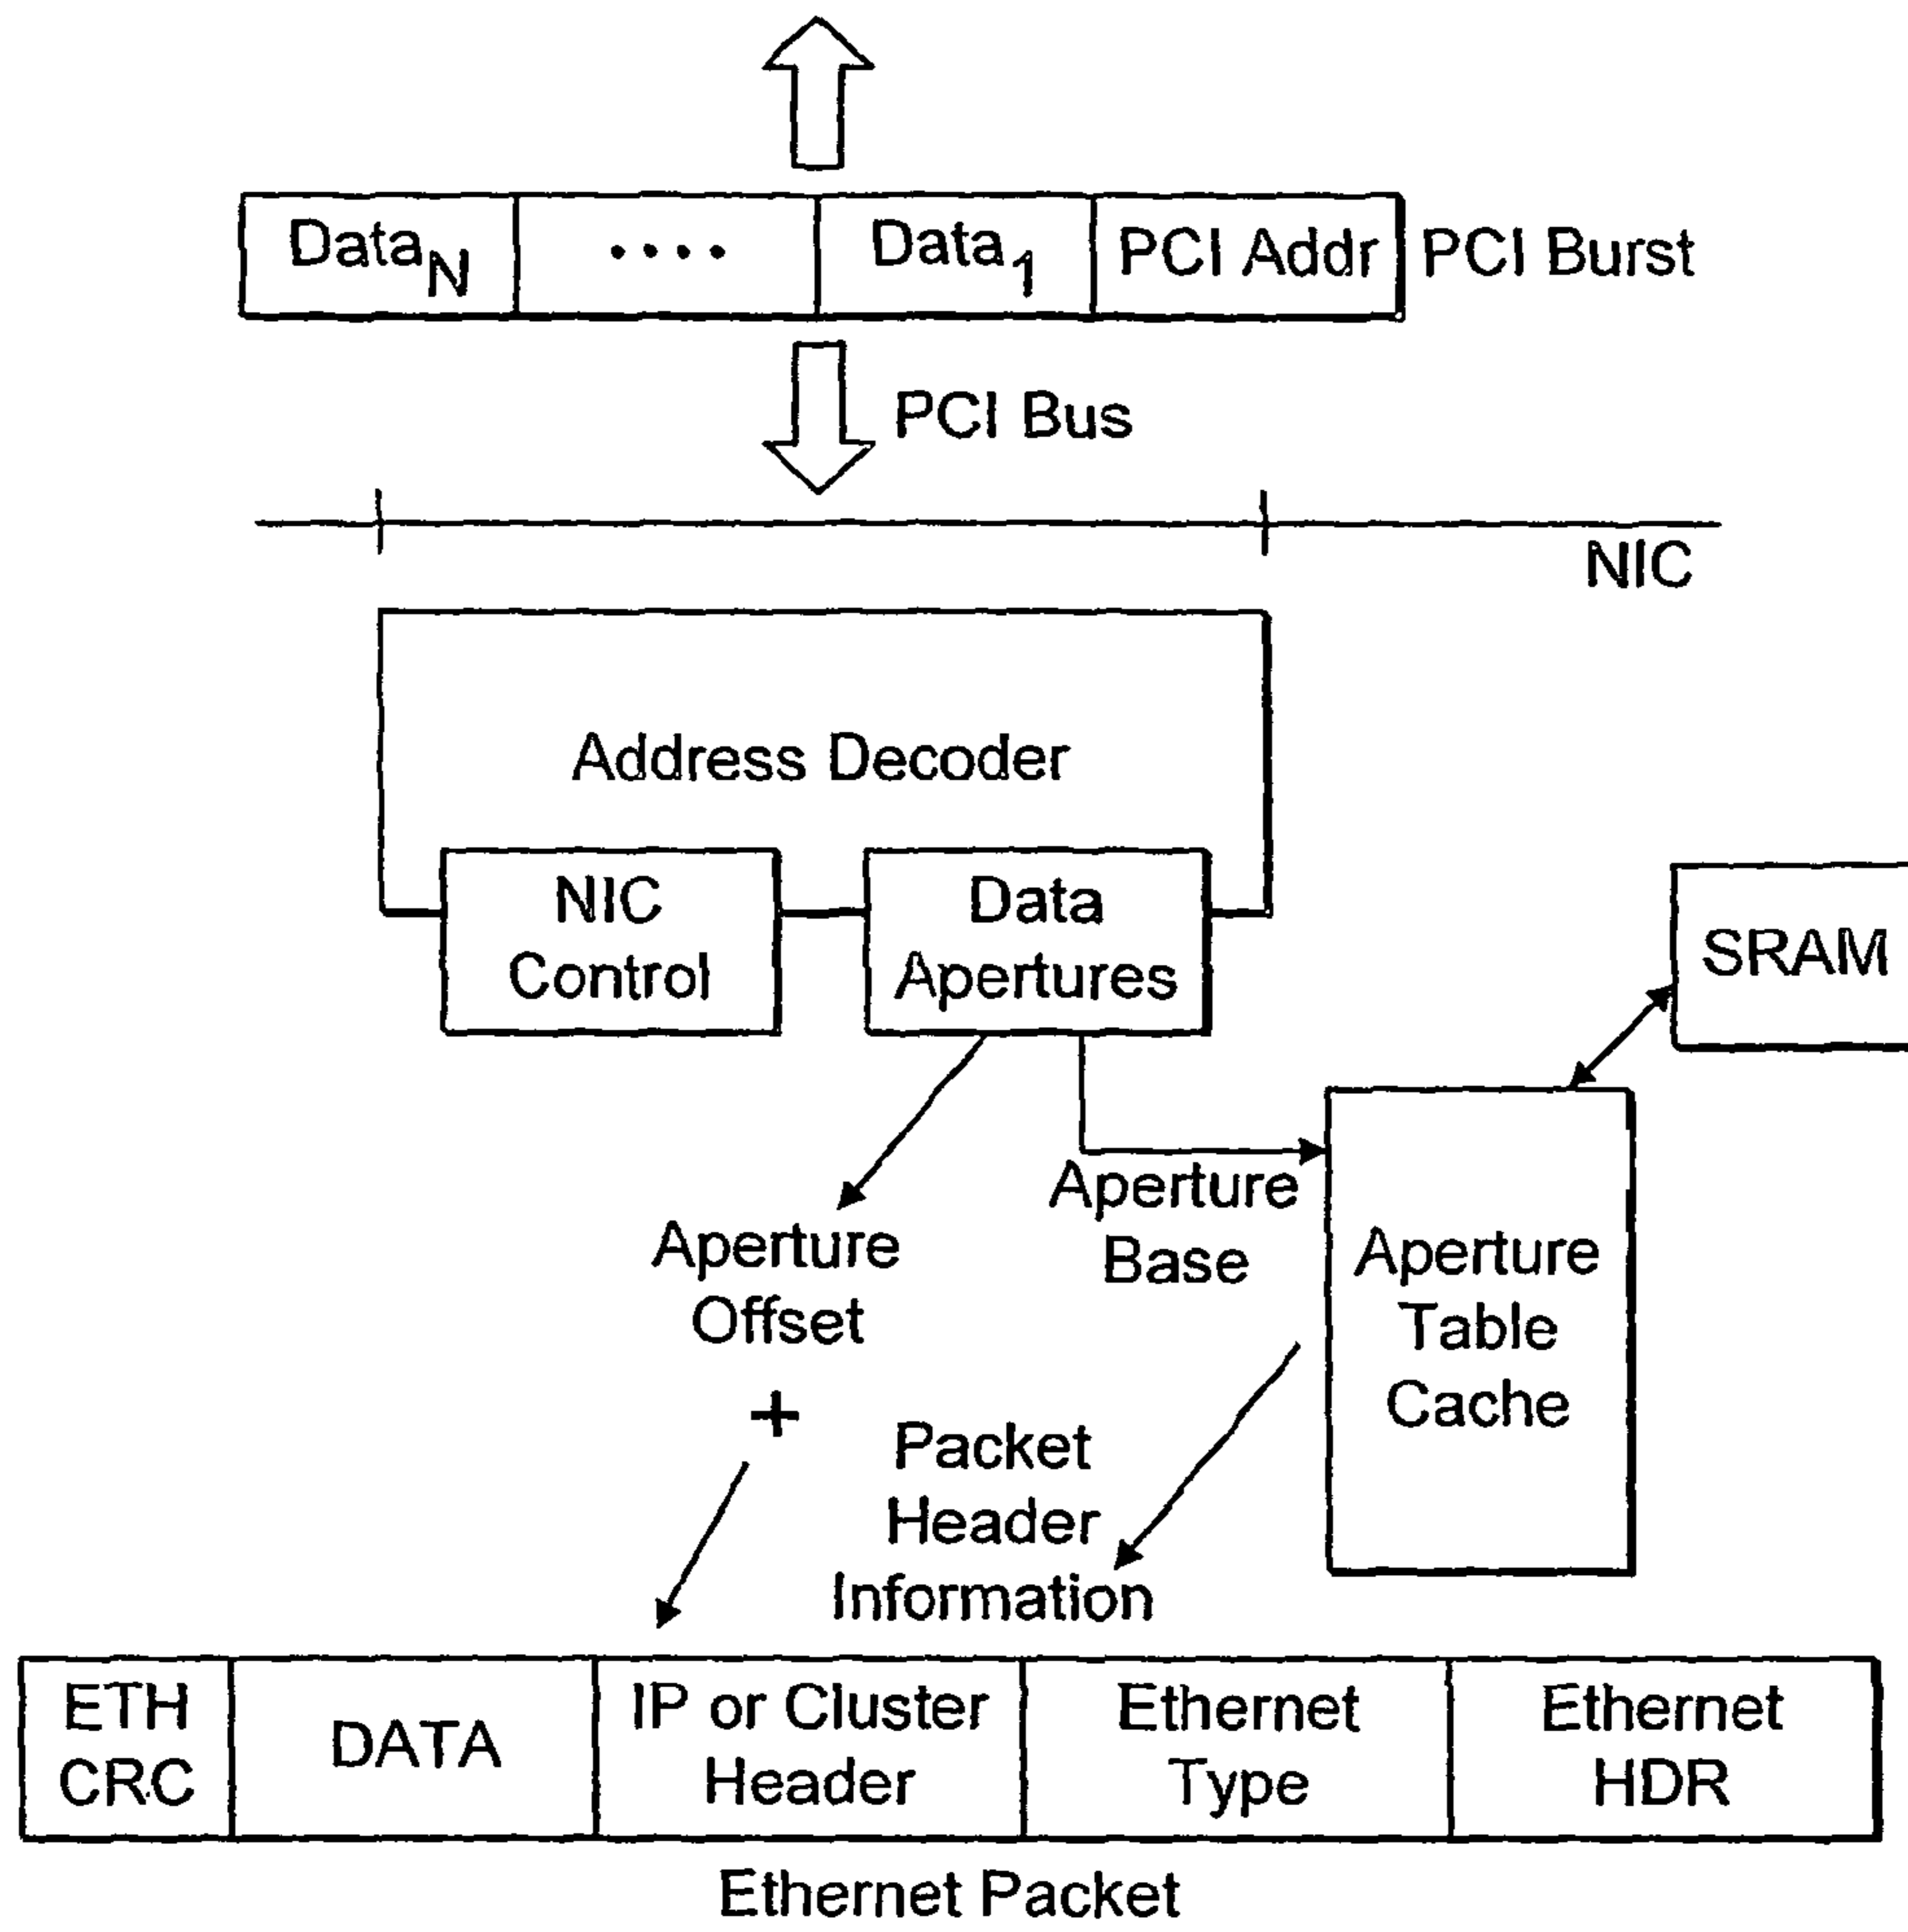 DataN .... Data1 PCI Addr PCI Burst
PCI Bus
NIC
Address Decoder
NIC
Control
Data
Apertures
SRAM
Aperture
Base
Aperture
Offset
+
Aperture
Table
Cache
Packet
Header
Information
ETH
CRC
DATA
IP or Cluster
Header
Ethernet
Type
Ethernet
HDR
Ethernet Packet